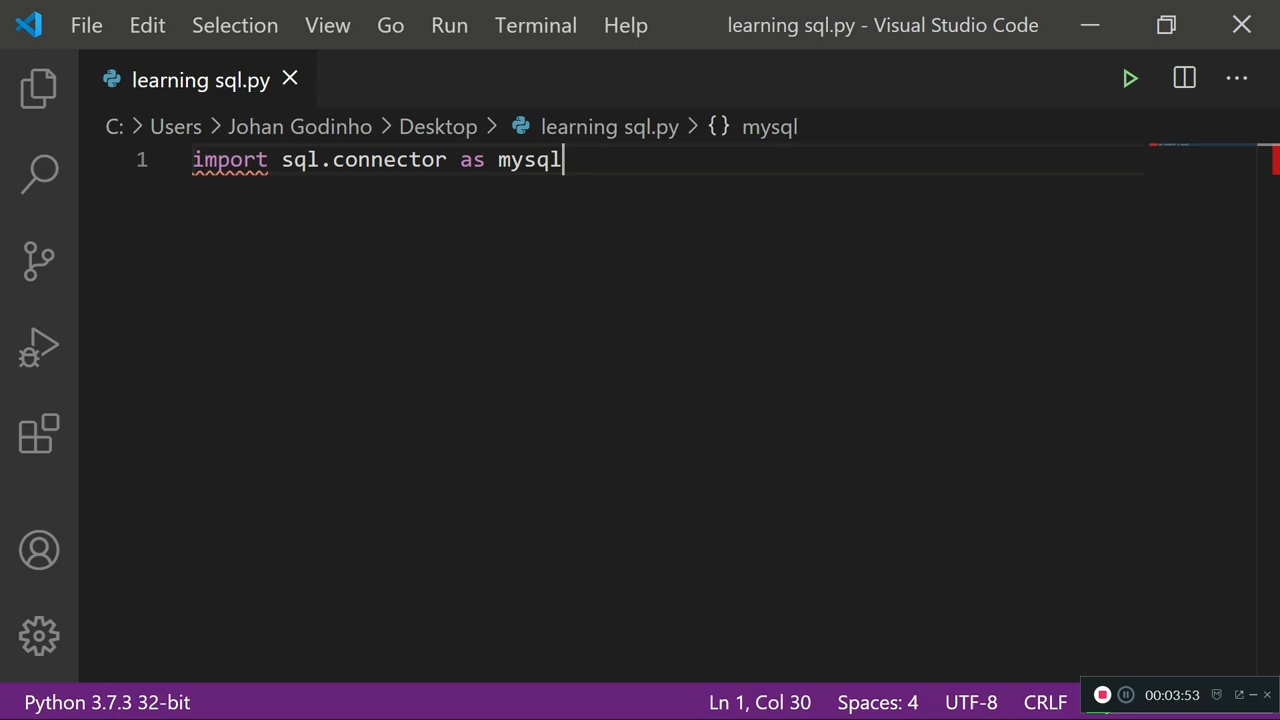 File Edit Selection View Go Run Terminal Help learning sql.py - Visual Studio Code
learning sql.py
C: > Users > Johan Godinho > Desktop > learning sql.py > {} mysql
1 import sql.connector as mysql
Python 3.7.3 32-bit Ln 1, Col 30 Spaces: 4 UTF-8 CRLF 00:03:53